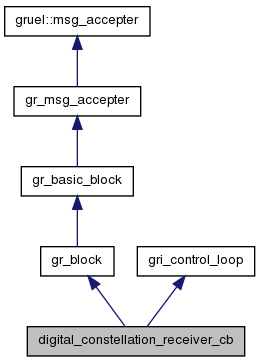 gruel::msg_accepter
gr_msg_accepter
gr_basic_block
gr_block
gri_control_loop
digital_constellation_receiver_cb